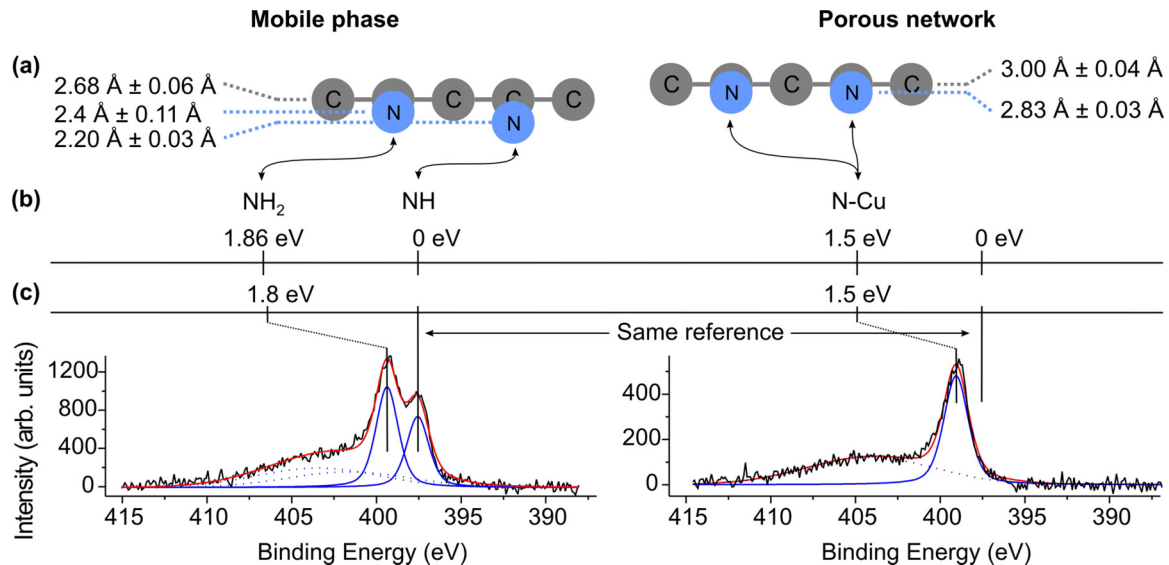 Mobile phase
Porous network
(a)
2.68 Å ± 0.06 Å
2.4 Å ± 0.11 Å
2.20 Å ± 0.03 Å
C C C C C
N N
C C C C C
N N
3.00 Å ± 0.04 Å
2.83 Å ± 0.03 Å
(b)
NH₂ NH N-Cu
1.86 eV 0 eV 1.5 eV 0 eV
(c)
1.8 eV 1.5 eV
Same reference
Intensity (arb. units)
1200
800
400
0
415 410 405 400 395 390
Binding Energy (eV)
400
200
0
415 410 405 400 395 390
Binding Energy (eV)